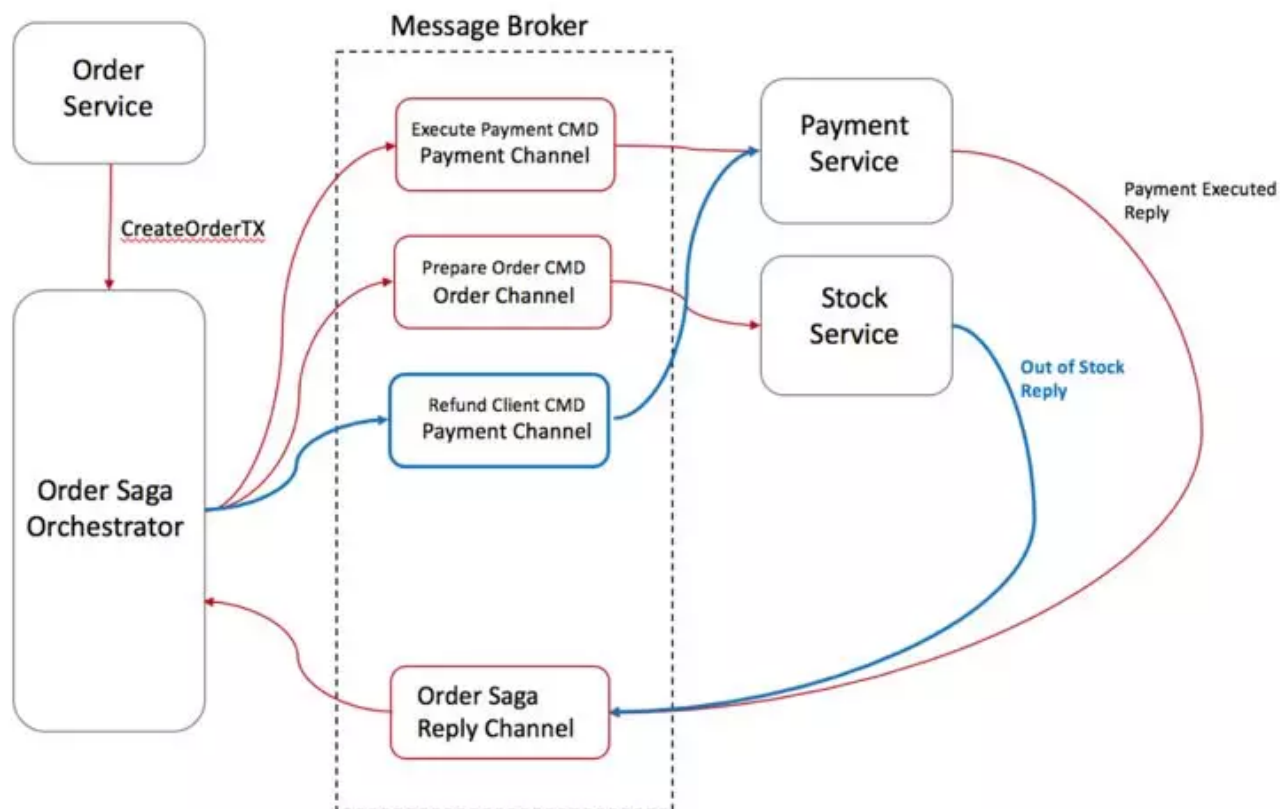 Message Broker
Order
Service
CreateOrderTX
Execute Payment CMD
Payment Channel
Payment
Service
Payment Executed
Reply
Prepare Order CMD
Order Channel
Stock
Service
Out of Stock
Reply
Refund Client CMD
Payment Channel
Order Saga
Orchestrator
Order Saga
Reply Channel